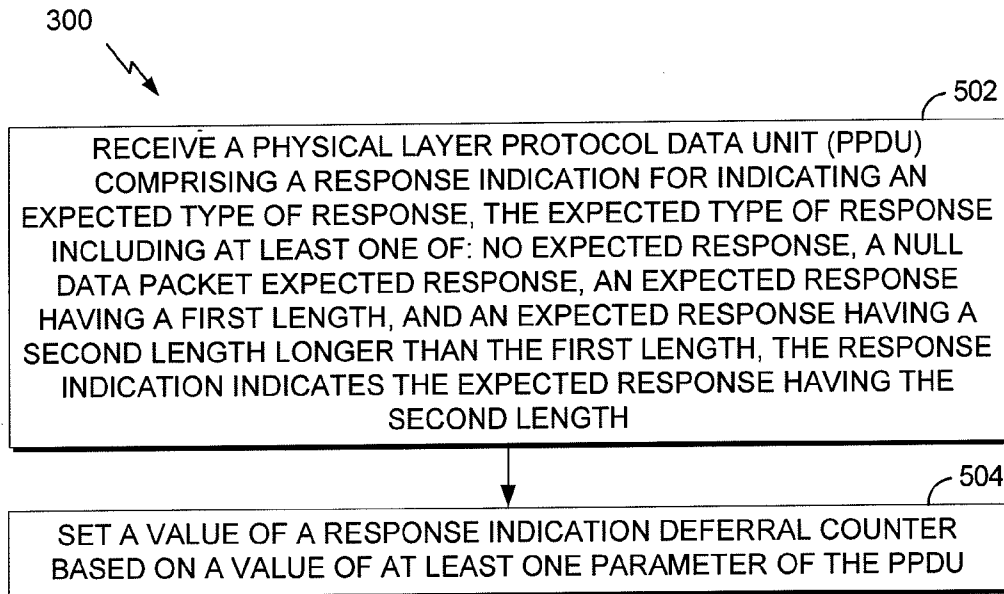 300
502
RECEIVE A PHYSICAL LAYER PROTOCOL DATA UNIT (PPDU)
COMPRISING A RESPONSE INDICATION FOR INDICATING AN
EXPECTED TYPE OF RESPONSE, THE EXPECTED TYPE OF RESPONSE
INCLUDING AT LEAST ONE OF: NO EXPECTED RESPONSE, A NULL
DATA PACKET EXPECTED RESPONSE, AN EXPECTED RESPONSE
HAVING A FIRST LENGTH, AND AN EXPECTED RESPONSE HAVING A
SECOND LENGTH LONGER THAN THE FIRST LENGTH, THE RESPONSE
INDICATION INDICATES THE EXPECTED RESPONSE HAVING THE
SECOND LENGTH
504
SET A VALUE OF A RESPONSE INDICATION DEFERRAL COUNTER
BASED ON A VALUE OF AT LEAST ONE PARAMETER OF THE PPDU